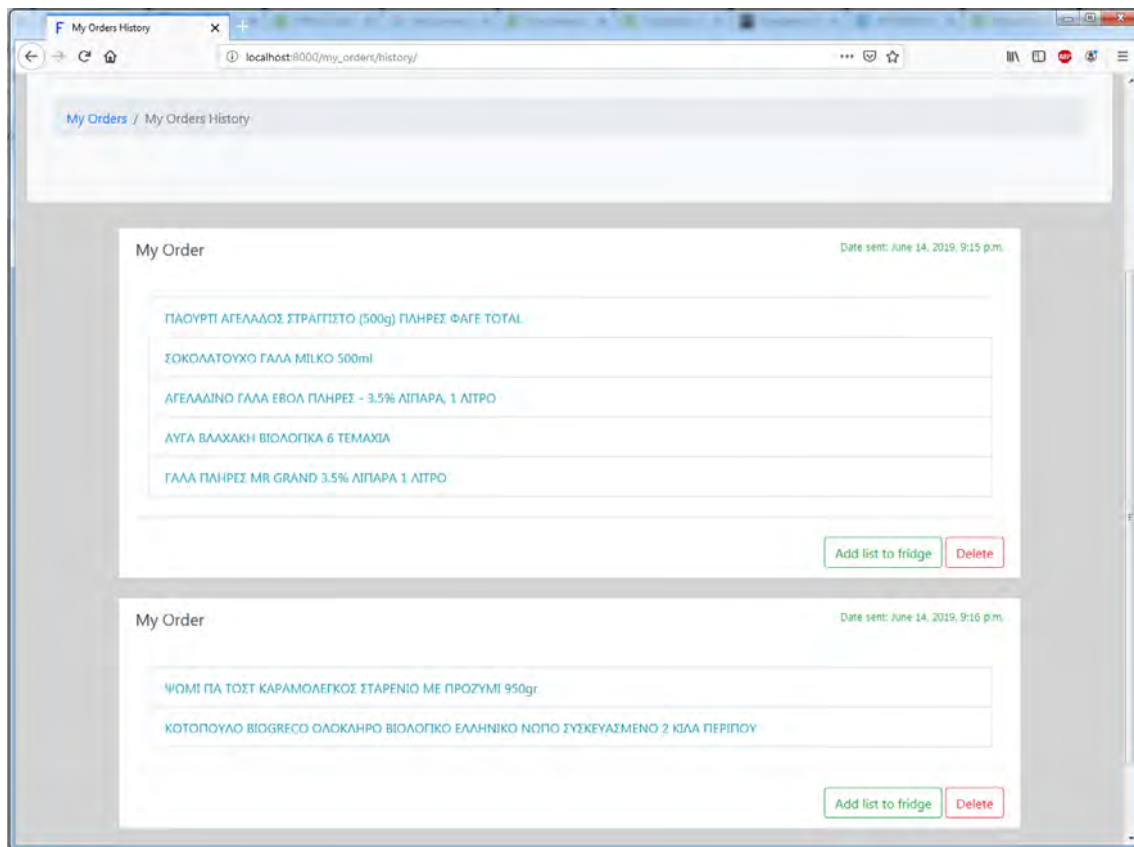 My Orders History
localhost:8000/my_orders/history/
My Orders / My Orders History
My Order
Date sent: June 14, 2019, 9:15 p.m.
ΓΙΑΟΥΡΤΙ ΑΓΕΛΑΔΟΣ ΣΤΡΑΓΓΙΣΤΟ (500g) ΠΛΗΡΕΣ ΦΑΓΕ TOTAL
ΣΟΚΟΛΑΤΟΥΧΟ ΓΑΛΑ MILKO 500ml
ΑΓΕΛΑΔΙΝΟ ΓΑΛΑ ΕΒΟΛ ΠΛΗΡΕΣ - 3.5% ΛΙΠΑΡΑ, 1 ΛΙΤΡΟ
ΑΥΓΑ ΒΛΑΧΑΚΗ ΒΙΟΛΟΓΙΚΑ 6 ΤΕΜΑΧΙΑ
ΓΑΛΑ ΠΛΗΡΕΣ MR GRAND 3.5% ΛΙΠΑΡΑ 1 ΛΙΤΡΟ
Add list to fridge Delete
My Order
Date sent: June 14, 2019, 9:16 p.m.
ΨΩΜΙ ΓΙΑ ΤΟΣΤ ΚΑΡΑΜΟΛΕΓΚΟΣ ΣΤΑΡΕΝΙΟ ΜΕ ΠΡΟΖΥΜΙ 950gr
ΚΟΤΟΠΟΥΛΟ BIOGRECO ΟΛΟΚΛΗΡΟ ΒΙΟΛΟΓΙΚΟ ΕΛΛΗΝΙΚΟ ΝΩΠΟ ΣΥΣΚΕΥΑΣΜΕΝΟ 2 ΚΙΛΑ ΠΕΡΙΠΟΥ
Add list to fridge Delete